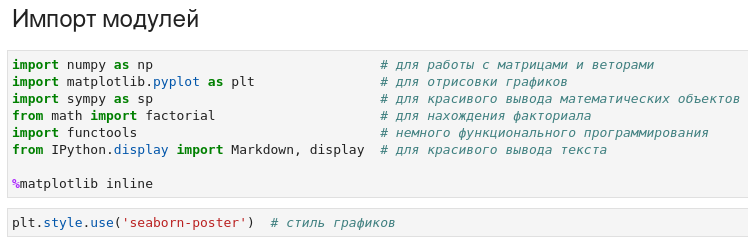 Импорт модулей
import numpy as np # для работы с матрицами и веторами
import matplotlib.pyplot as plt # для отрисовки графиков
import sympy as sp # для красивого вывода математических объектов
from math import factorial # для нахождения факториала
import functools # немного функционального программирования
from IPython.display import Markdown, display # для красивого вывода текста
%matplotlib inline
plt.style.use('seaborn-poster') # стиль графиков